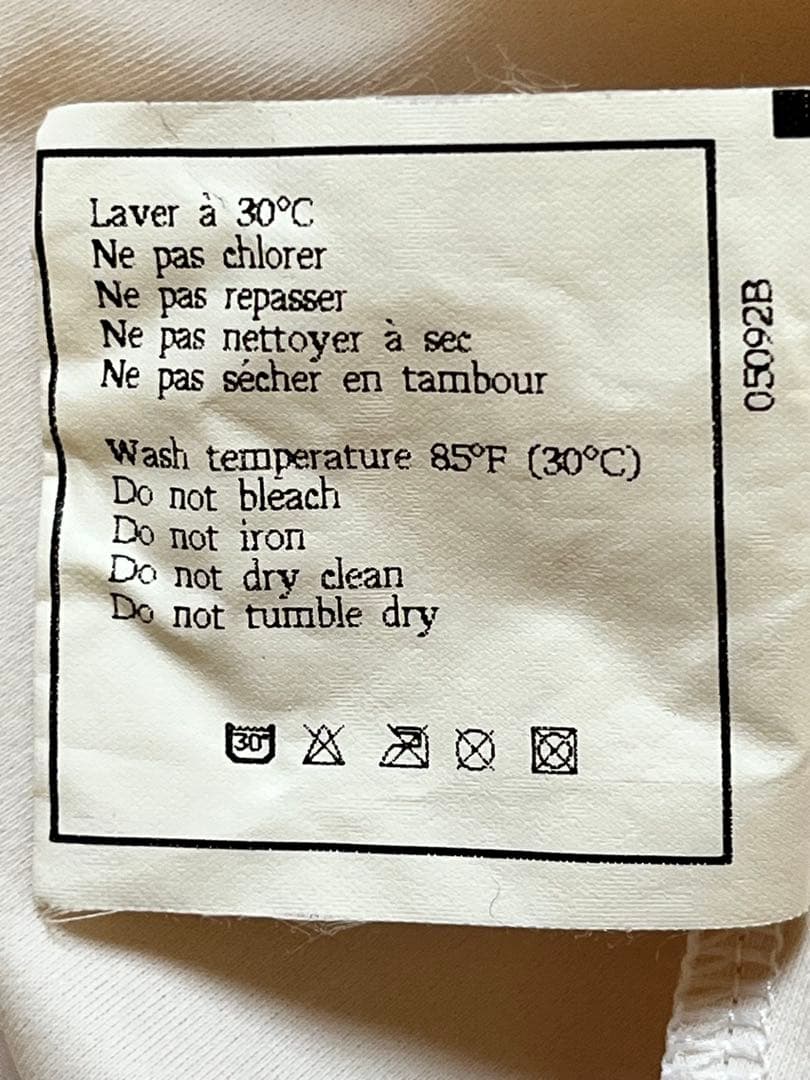 Laver à 30°C
Ne pas chlorer
Ne pas repasser
Ne pas nettoyer à sec
Ne pas sécher en tambour
Wash temperature 85°F (30°C)
Do not bleach
Do not iron
Do not dry clean
Do not tumble dry
30°
05092B